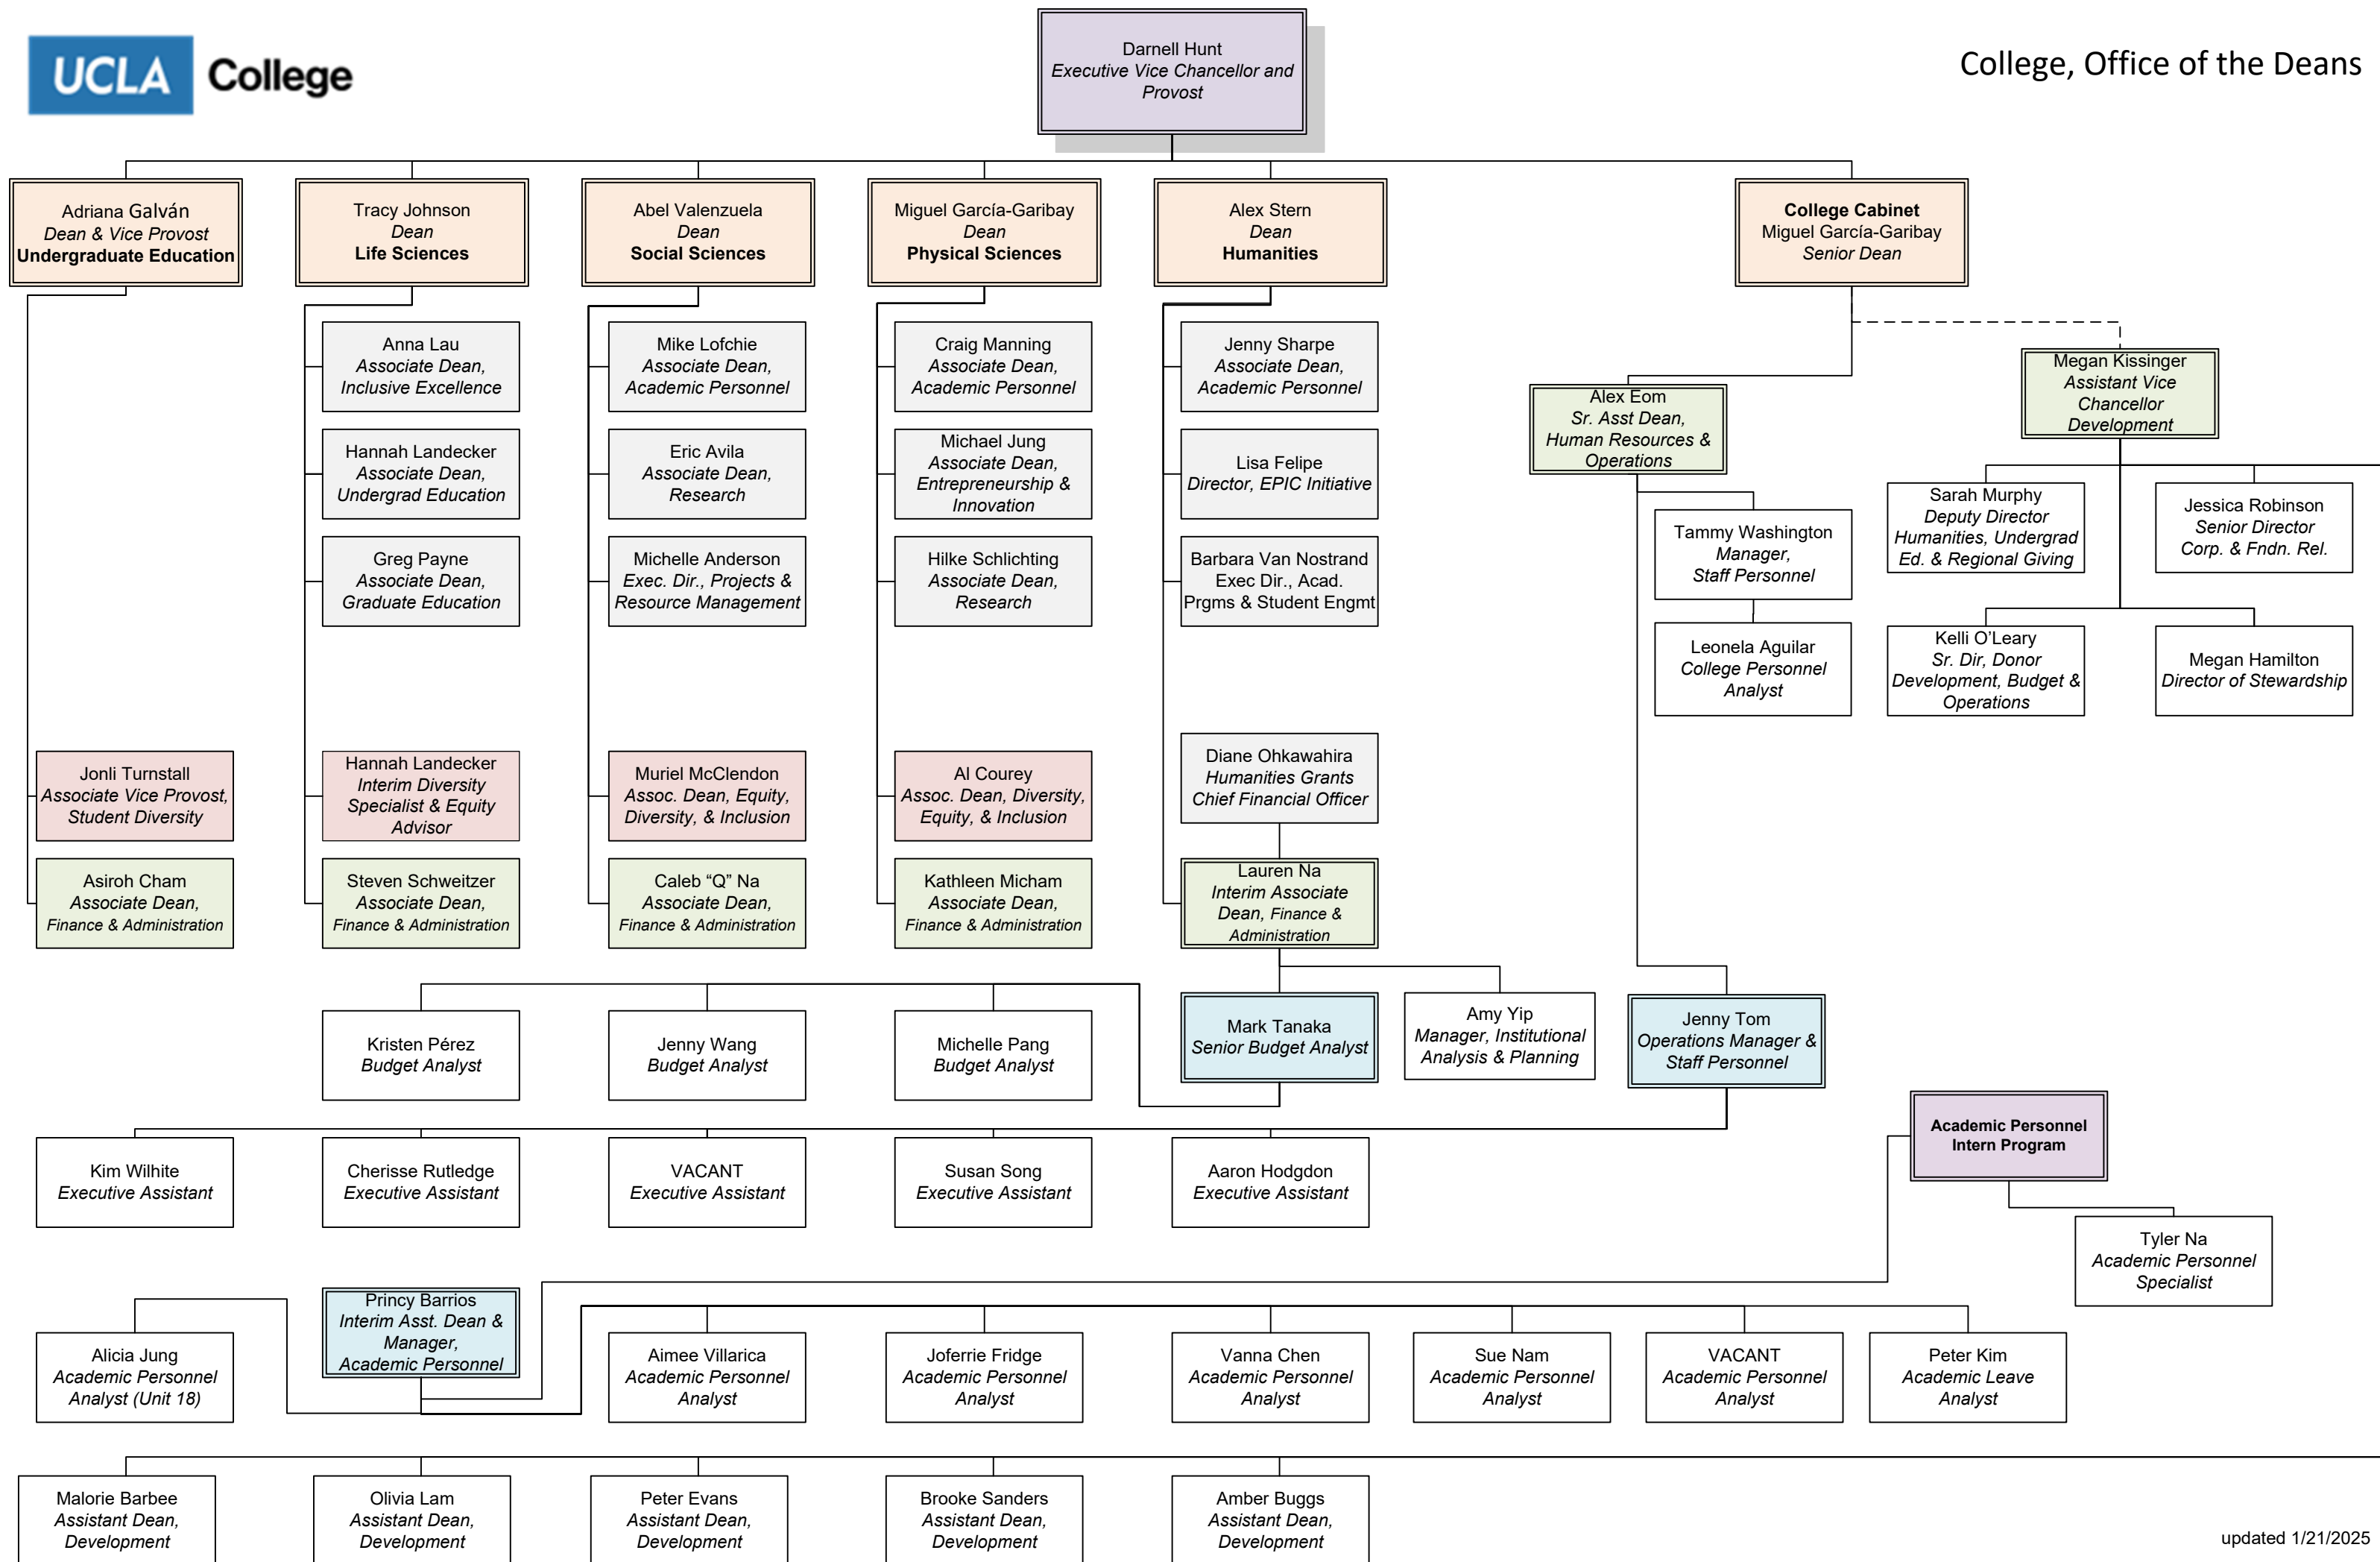 UCLA College
College, Office of the Deans
Darnell Hunt
Executive Vice Chancellor and
Provost
Adriana Galván
Dean & Vice Provost
Undergraduate Education
Tracy Johnson
Dean
Life Sciences
Abel Valenzuela
Dean
Social Sciences
Miguel García-Garibay
Dean
Physical Sciences
Alex Stern
Dean
Humanities
College Cabinet
Miguel García-Garibay
Senior Dean
Anna Lau
Associate Dean,
Inclusive Excellence
Mike Lofchie
Associate Dean,
Academic Personnel
Craig Manning
Associate Dean,
Academic Personnel
Jenny Sharpe
Associate Dean,
Academic Personnel
Alex Eom
Sr. Asst Dean,
Human Resources &
Operations
Megan Kissinger
Assistant Vice
Chancellor
Development
Hannah Landecker
Associate Dean,
Undergrad Education
Eric Avila
Associate Dean,
Research
Michael Jung
Associate Dean,
Entrepreneurship &
Innovation
Lisa Felipe
Director, EPIC Initiative
Tammy Washington
Manager,
Staff Personnel
Sarah Murphy
Deputy Director
Humanities, Undergrad
Ed. & Regional Giving
Jessica Robinson
Senior Director
Corp. & Fndn. Rel.
Greg Payne
Associate Dean,
Graduate Education
Michelle Anderson
Exec. Dir., Projects &
Resource Management
Hilke Schlichting
Associate Dean,
Research
Barbara Van Nostrand
Exec Dir., Acad.
Prgms & Student Engmt
Leonela Aguilar
College Personnel
Analyst
Kelli O’Leary
Sr. Dir, Donor
Development, Budget &
Operations
Megan Hamilton
Director of Stewardship
Jonli Turnstall
Associate Vice Provost,
Student Diversity
Hannah Landecker
Interim Diversity
Specialist & Equity
Advisor
Muriel McClendon
Assoc. Dean, Equity,
Diversity, & Inclusion
Al Courey
Assoc. Dean, Diversity,
Equity, & Inclusion
Diane Ohkawahira
Humanities Grants
Chief Financial Officer
Asiroh Cham
Associate Dean,
Finance & Administration
Steven Schweitzer
Associate Dean,
Finance & Administration
Caleb “Q” Na
Associate Dean,
Finance & Administration
Kathleen Micham
Associate Dean,
Finance & Administration
Lauren Na
Interim Associate
Dean, Finance &
Administration
Kristen Pérez
Budget Analyst
Jenny Wang
Budget Analyst
Michelle Pang
Budget Analyst
Mark Tanaka
Senior Budget Analyst
Amy Yip
Manager, Institutional
Analysis & Planning
Jenny Tom
Operations Manager &
Staff Personnel
Academic Personnel
Intern Program
Kim Wilhite
Executive Assistant
Cherisse Rutledge
Executive Assistant
VACANT
Executive Assistant
Susan Song
Executive Assistant
Aaron Hodgdon
Executive Assistant
Tyler Na
Academic Personnel
Specialist
Alicia Jung
Academic Personnel
Analyst (Unit 18)
Princy Barrios
Interim Asst. Dean &
Manager,
Academic Personnel
Aimee Villarica
Academic Personnel
Analyst
Joferrie Fridge
Academic Personnel
Analyst
Vanna Chen
Academic Personnel
Analyst
Sue Nam
Academic Personnel
Analyst
VACANT
Academic Personnel
Analyst
Peter Kim
Academic Leave
Analyst
Malorie Barbee
Assistant Dean,
Development
Olivia Lam
Assistant Dean,
Development
Peter Evans
Assistant Dean,
Development
Brooke Sanders
Assistant Dean,
Development
Amber Buggs
Assistant Dean,
Development
updated 1/21/2025